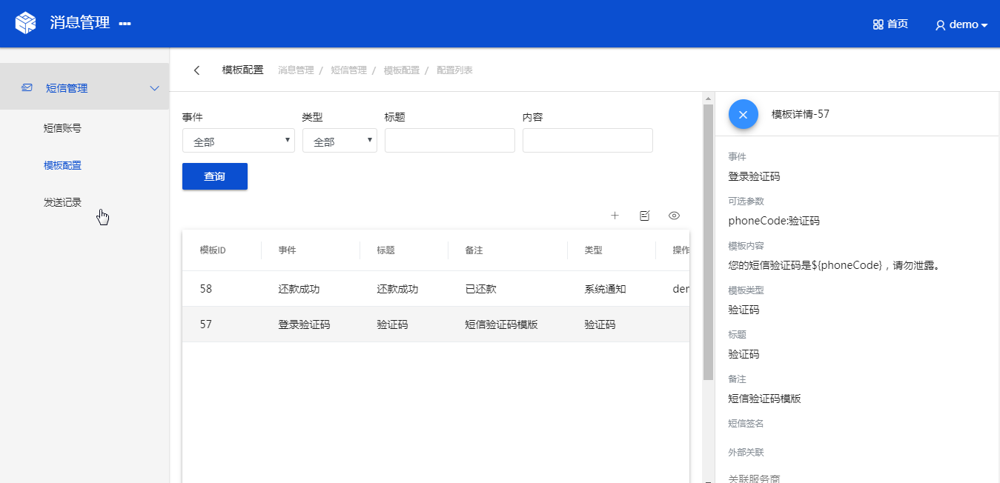 消息管理
首页
demo
短信管理
短信账号
模板配置
发送记录
模板配置 消息管理 / 短信管理 / 模板配置 / 配置列表
事件 类型 标题 内容
全部 全部
查询
模板ID 事件 标题 备注 类型 操作
58 还款成功 还款成功 已还款 系统通知 der
57 登录验证码 验证码 短信验证码模版 验证码
模板详情-57
事件
登录验证码
可选参数
phoneCode:验证码
模板内容
您的短信验证码是${phoneCode}，请勿泄露。
模板类型
验证码
标题
验证码
备注
短信验证码模版
短信签名
外部关联
关联服务商